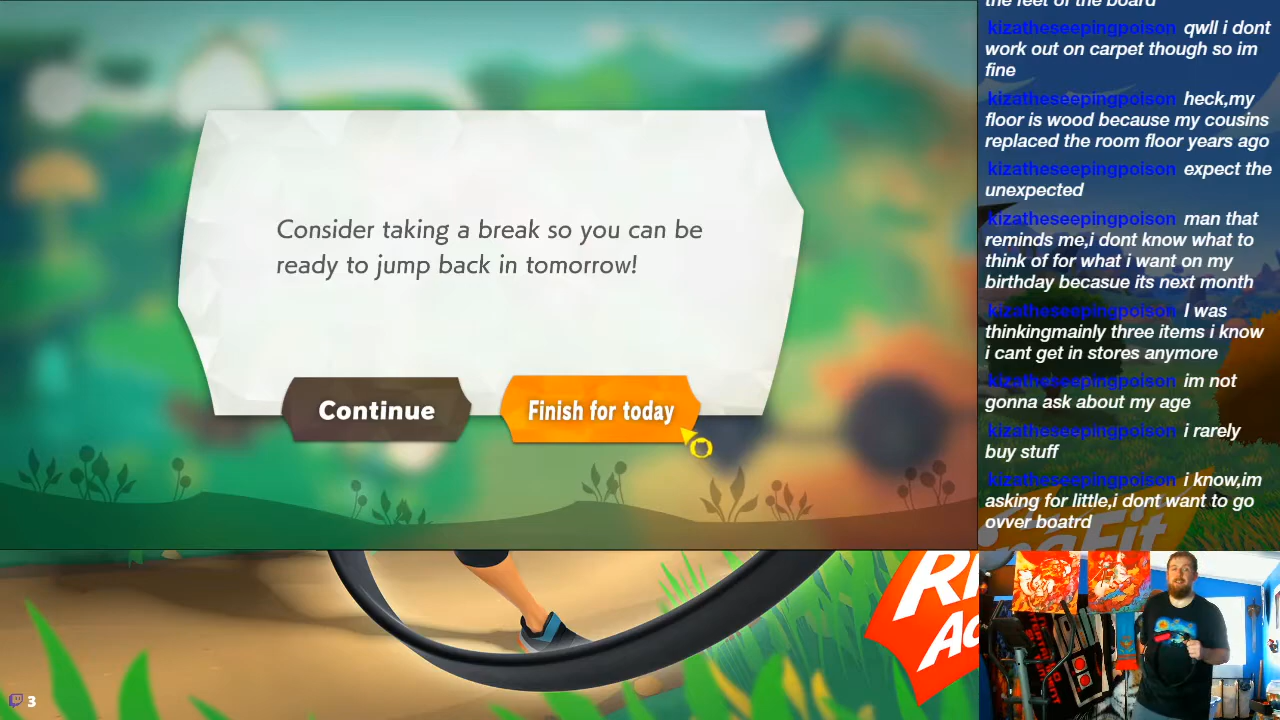 Consider taking a break so you can be
ready to jump back in tomorrow!
Continue
Finish for today
the feet of the board
kizatheseepingpoison qwll i dont
work out on carpet though so im
fine
kizatheseepingpoison heck,my
floor is wood because my cousins
replaced the room floor years ago
kizatheseepingpoison expect the
unexpected
kizatheseepingpoison man that
reminds me,i dont know what to
think of for what i want on my
birthday becasue its next month
kizatheseepingpoison I was
thinkingmainly three items i know
i cant get in stores anymore
kizatheseepingpoison im not
gonna ask about my age
kizatheseepingpoison i rarely
buy stuff
kizatheseepingpoison i know,im
asking for little,i dont want to go
ovver boatrd
3